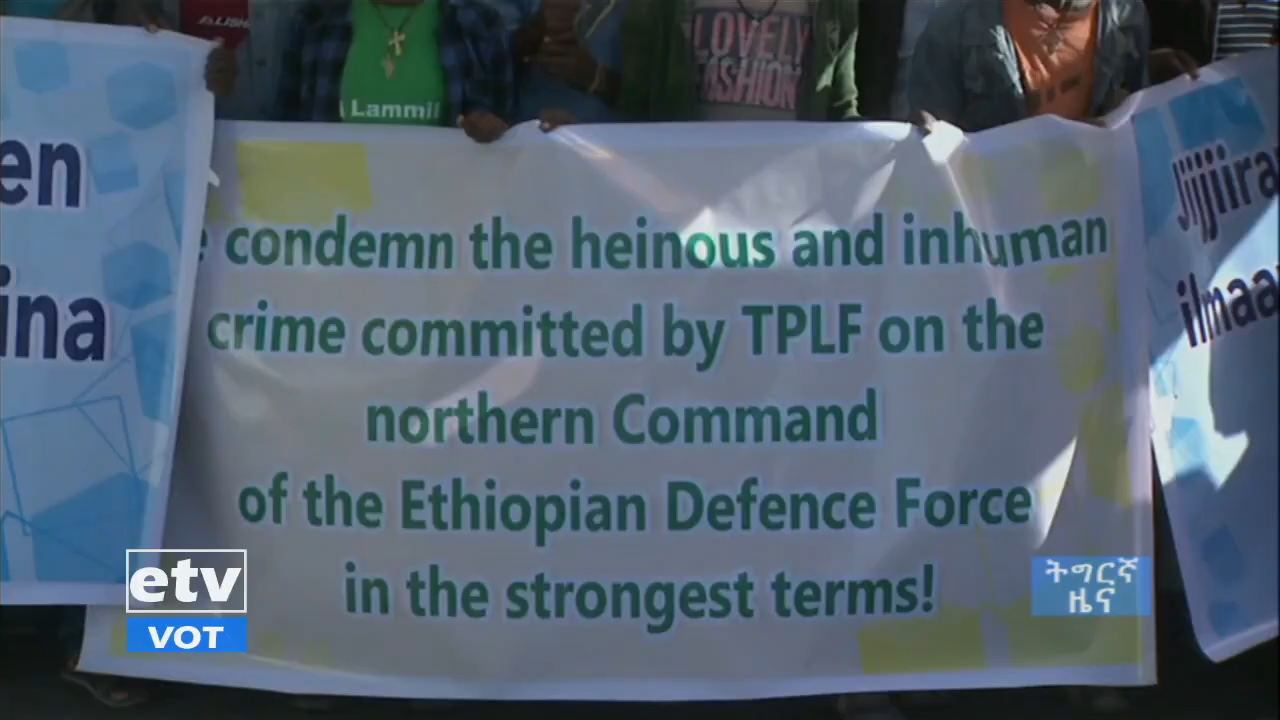 Lammii
LOVELY
FASHION
en
ina
condemn the heinous and inhuman
crime committed by TPLF on the
northern Command
of the Ethiopian Defence Force
in the strongest terms!
Jijjiira
ilmaa
etv
VOT
ትግርኛ
ዜና